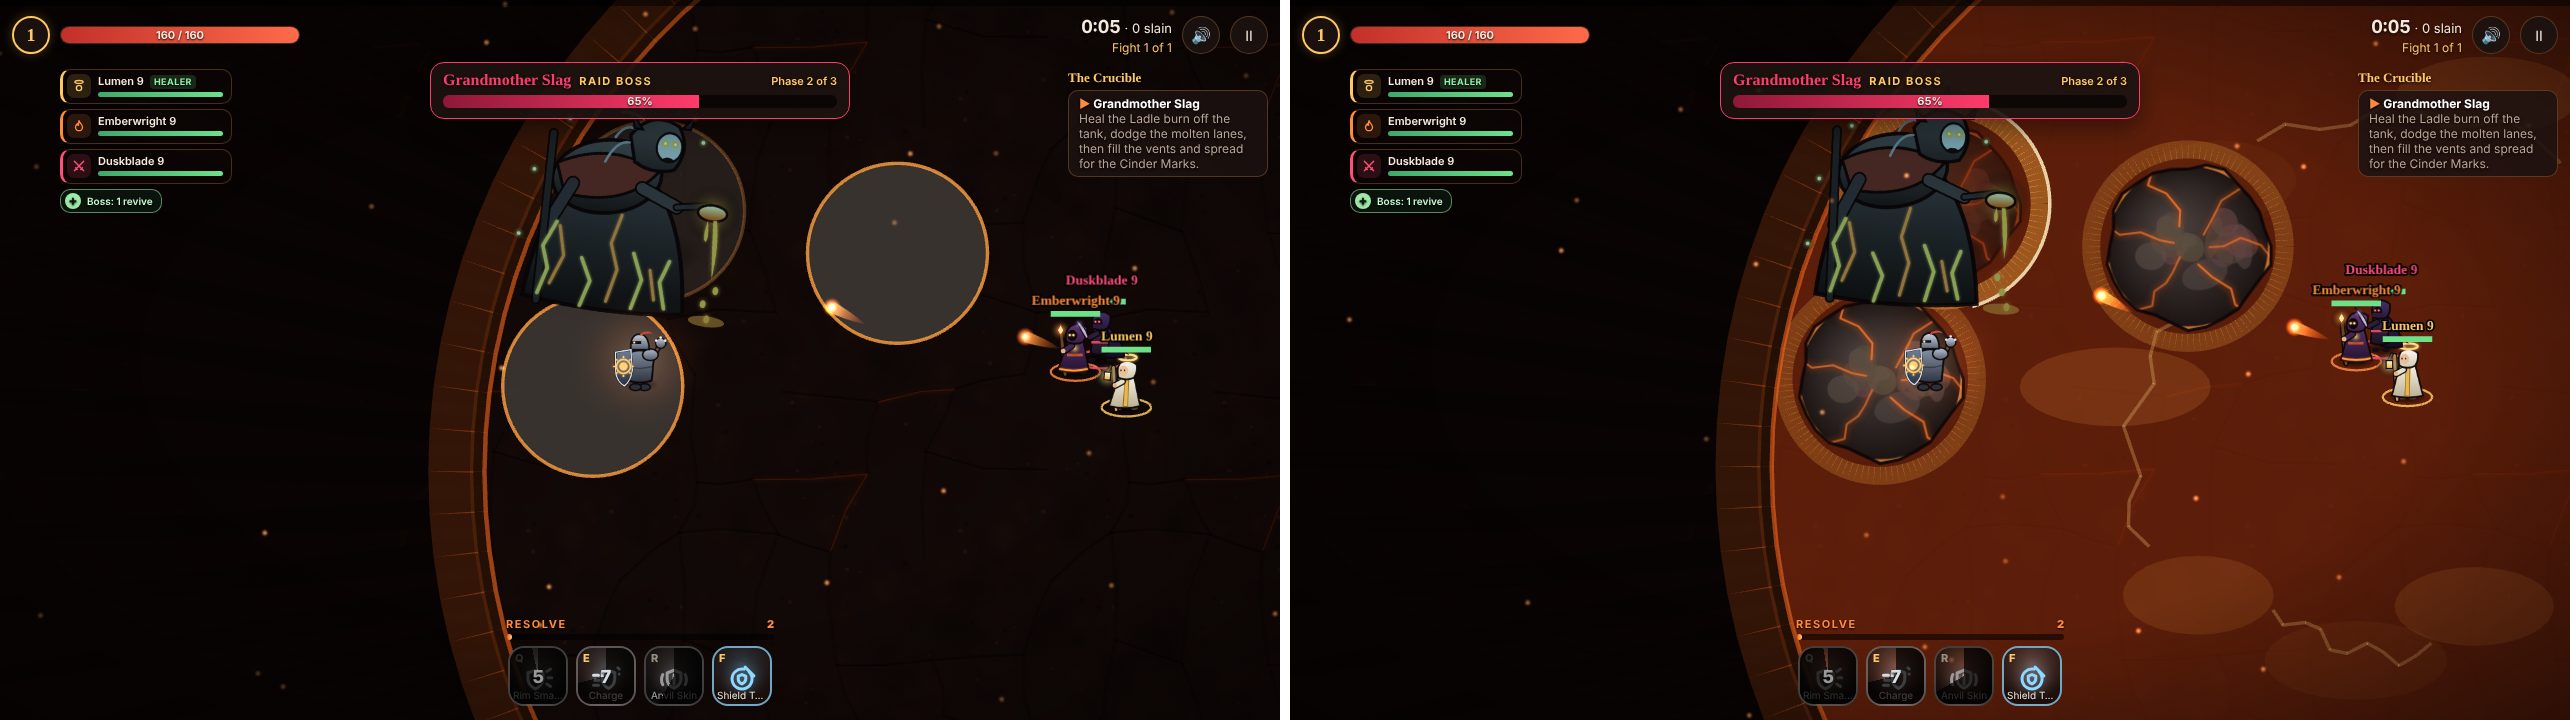 1
160 / 160
Lumen 9 HEALER
Emberwright 9
Duskblade 9
Boss: 1 revive
Grandmother Slag RAID BOSS Phase 2 of 3
65%
0:05 · 0 slain
Fight 1 of 1
The Crucible
Grandmother Slag
Heal the Ladle burn off the
tank, dodge the molten lanes,
then fill the vents and spread
for the Cinder Marks.
Duskblade 9
Emberwright 9
Lumen 9
RESOLVE 2
Q E R F
5 -7
Rim Sma... Charge Anvil Skin Shield T...
1
160 / 160
Lumen 9 HEALER
Emberwright 9
Duskblade 9
Boss: 1 revive
Grandmother Slag RAID BOSS Phase 2 of 3
65%
0:05 · 0 slain
Fight 1 of 1
The Crucible
Grandmother Slag
Heal the Ladle burn off the
tank, dodge the molten lanes,
then fill the vents and spread
for the Cinder Marks.
Duskblade 9
Emberwright 9
Lumen 9
RESOLVE 2
Q E R F
5 -7
Rim Sma... Charge Anvil Skin Shield T...